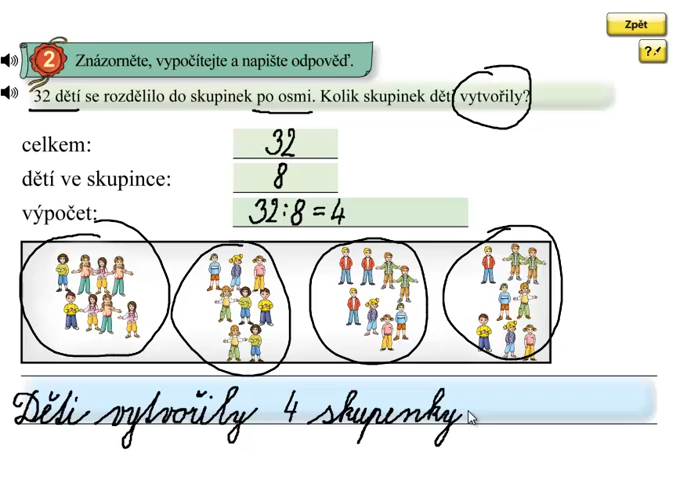 Zpět
?
2 Znázorněte, vypočítejte a napište odpověď.
32 dětí se rozdělilo do skupinek po osmi. Kolik skupinek dětí vytvořily?
celkem: 32
dětí ve skupince: 8
výpočet: 32:8=4
Děti vytvořily 4 skupenky